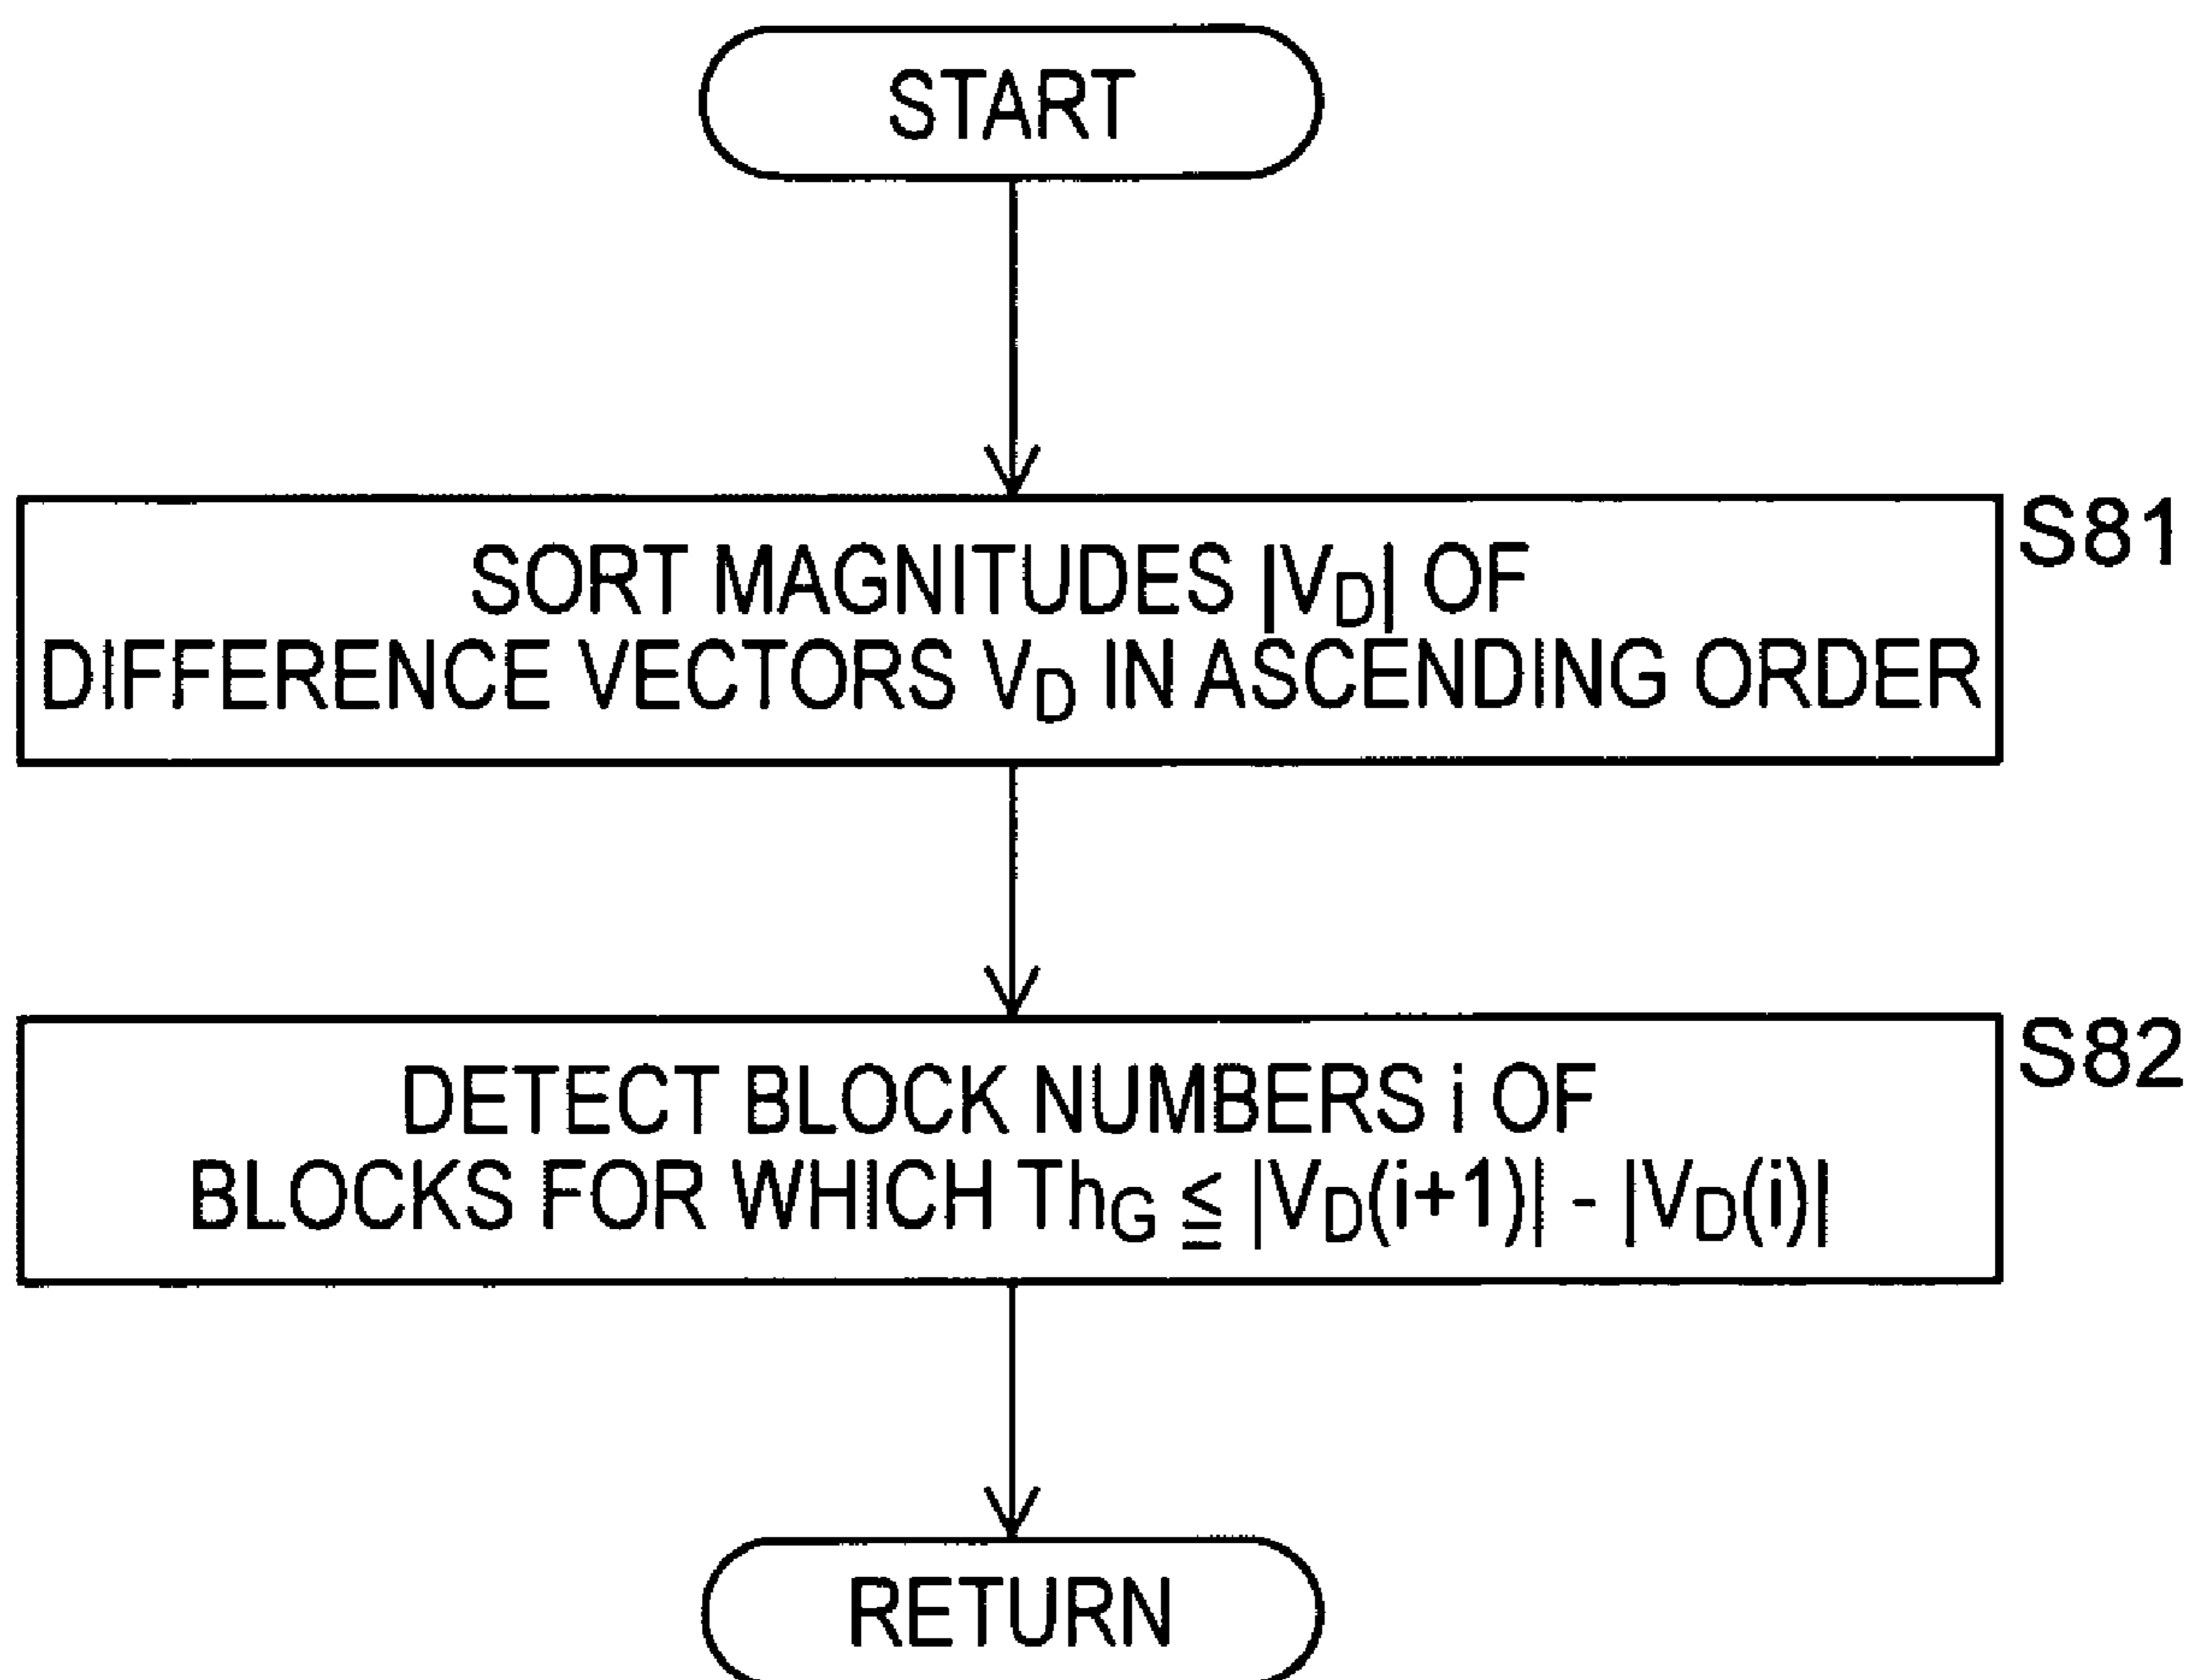 START
SORT MAGNITUDES |VD| OF
DIFFERENCE VECTORS VD IN ASCENDING ORDER
S81
DETECT BLOCK NUMBERS i OF
BLOCKS FOR WHICH ThG ≦ |VD(i+1)| - |VD(i)|
S82
RETURN